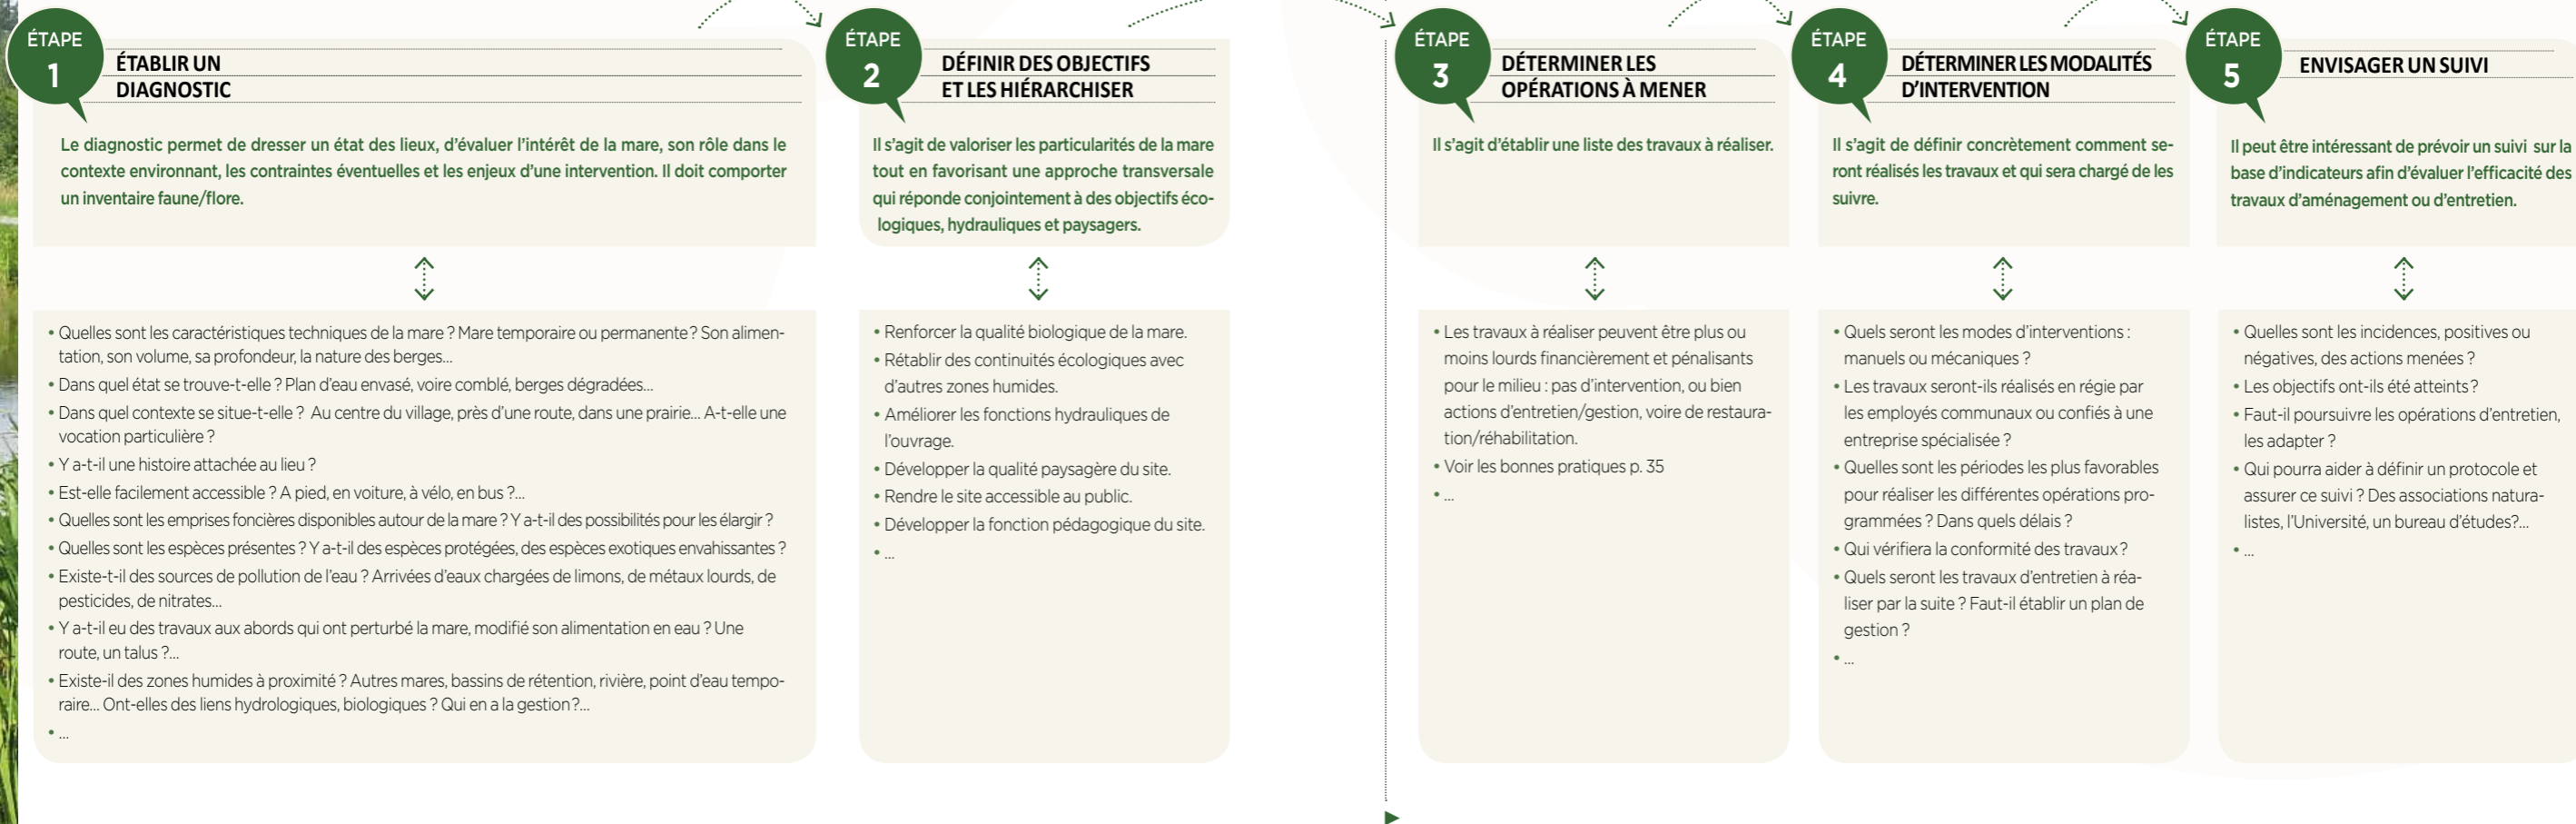 ÉTAPE
1
ÉTABLIR UN
DIAGNOSTIC
Le diagnostic permet de dresser un état des lieux, d’évaluer l’intérêt de la mare, son rôle dans le
contexte environnant, les contraintes éventuelles et les enjeux d’une intervention. Il doit comporter
un inventaire faune/flore.
• Quelles sont les caractéristiques techniques de la mare ? Mare temporaire ou permanente ? Son alimen-
tation, son volume, sa profondeur, la nature des berges...
• Dans quel état se trouve-t-elle ? Plan d’eau envasé, voire comblé, berges dégradées...
• Dans quel contexte se situe-t-elle ? Au centre du village, près d’une route, dans une prairie... A-t-elle une
vocation particulière ?
• Y a-t-il une histoire attachée au lieu ?
• Est-elle facilement accessible ? A pied, en voiture, à vélo, en bus ?...
• Quelles sont les emprises foncières disponibles autour de la mare ? Y a-t-il des possibilités pour les élargir ?
• Quelles sont les espèces présentes ? Y a-t-il des espèces protégées, des espèces exotiques envahissantes ?
• Existe-t-il des sources de pollution de l’eau ? Arrivées d’eaux chargées de limons, de métaux lourds, de
pesticides, de nitrates...
• Y a-t-il eu des travaux aux abords qui ont perturbé la mare, modifié son alimentation en eau ? Une
route, un talus ?...
• Existe-il des zones humides à proximité ? Autres mares, bassins de rétention, rivière, point d’eau tempo-
raire... Ont-elles des liens hydrologiques, biologiques ? Qui en a la gestion ?...
• ...
ÉTAPE
2
DÉFINIR DES OBJECTIFS
ET LES HIÉRARCHISER
Il s’agit de valoriser les particularités de la mare
tout en favorisant une approche transversale
qui réponde conjointement à des objectifs éco-
logiques, hydrauliques et paysagers.
• Renforcer la qualité biologique de la mare.
• Rétablir des continuités écologiques avec
d’autres zones humides.
• Améliorer les fonctions hydrauliques de
l’ouvrage.
• Développer la qualité paysagère du site.
• Rendre le site accessible au public.
• Développer la fonction pédagogique du site.
• ...
ÉTAPE
3
DÉTERMINER LES
OPÉRATIONS À MENER
Il s’agit d’établir une liste des travaux à réaliser.
• Les travaux à réaliser peuvent être plus ou
moins lourds financièrement et pénalisants
pour le milieu : pas d’intervention, ou bien
actions d’entretien/gestion, voire de restaura-
tion/réhabilitation.
• Voir les bonnes pratiques p. 35
• ...
ÉTAPE
4
DÉTERMINER LES MODALITÉS
D’INTERVENTION
Il s’agit de définir concrètement comment se-
ront réalisés les travaux et qui sera chargé de les
suivre.
• Quels seront les modes d’interventions :
manuels ou mécaniques ?
• Les travaux seront-ils réalisés en régie par
les employés communaux ou confiés à une
entreprise spécialisée ?
• Quelles sont les périodes les plus favorables
pour réaliser les différentes opérations pro-
grammées ? Dans quels délais ?
• Qui vérifiera la conformité des travaux ?
• Quels seront les travaux d’entretien à réa-
liser par la suite ? Faut-il établir un plan de
gestion ?
• ...
ÉTAPE
5
ENVISAGER UN SUIVI
Il peut être intéressant de prévoir un suivi sur la
base d’indicateurs afin d’évaluer l’efficacité des
travaux d’aménagement ou d’entretien.
• Quelles sont les incidences, positives ou
négatives, des actions menées ?
• Les objectifs ont-ils été atteints ?
• Faut-il poursuivre les opérations d’entretien,
les adapter ?
• Qui pourra aider à définir un protocole et
assurer ce suivi ? Des associations natura-
listes, l’Université, un bureau d’études?...
• ...